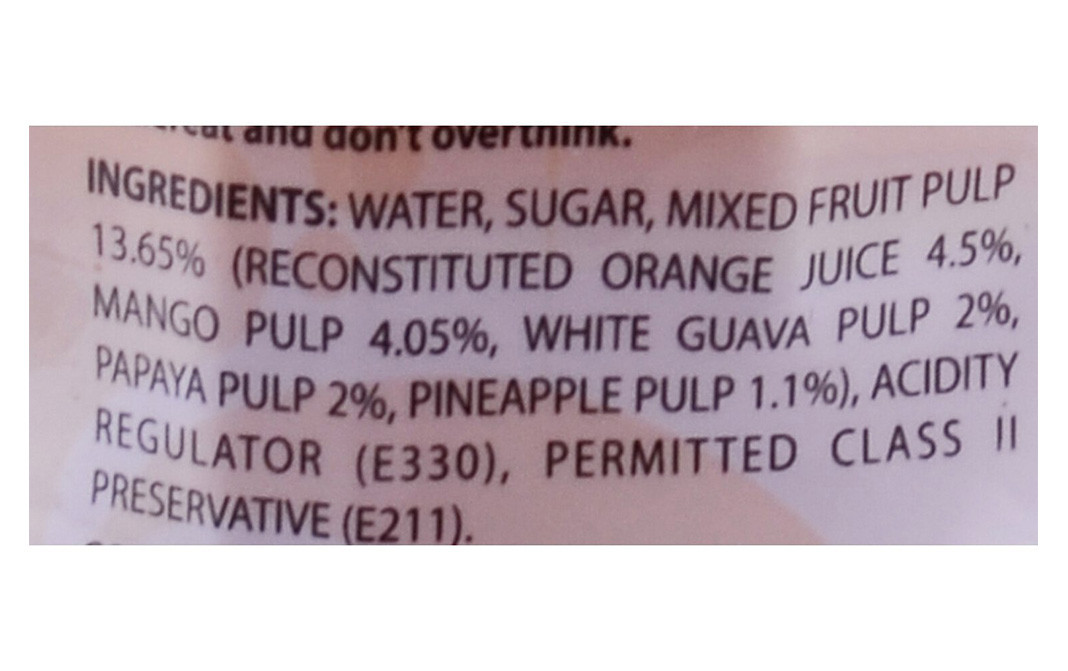 and don't overthink.
INGREDIENTS: WATER, SUGAR, MIXED FRUIT PULP
13.65% (RECONSTITUTED ORANGE JUICE 4.5%,
MANGO PULP 4.05%, WHITE GUAVA PULP 2%,
PAPAYA PULP 2%, PINEAPPLE PULP 1.1%), ACIDITY
REGULATOR (E330), PERMITTED CLASS II
PRESERVATIVE (E211).